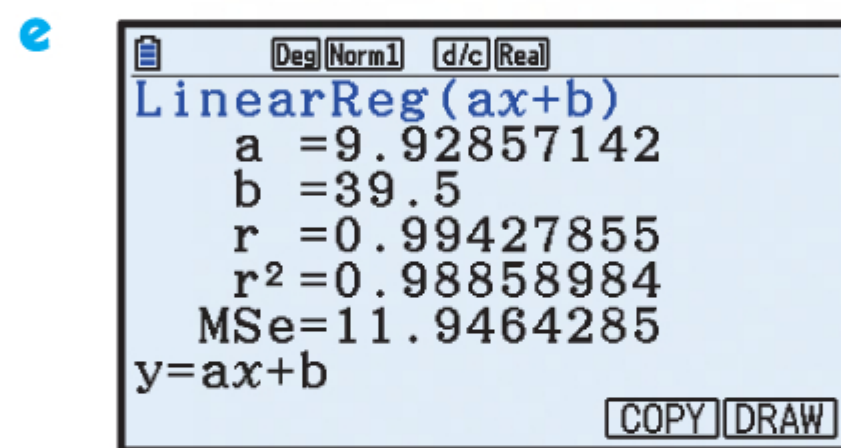 e
Deg Norm1 d/c Real
LinearReg(ax+b)
a =9.92857142
b =39.5
r =0.99427855
r²=0.98858984
MSe=11.9464285
y=ax+b
COPY DRAW